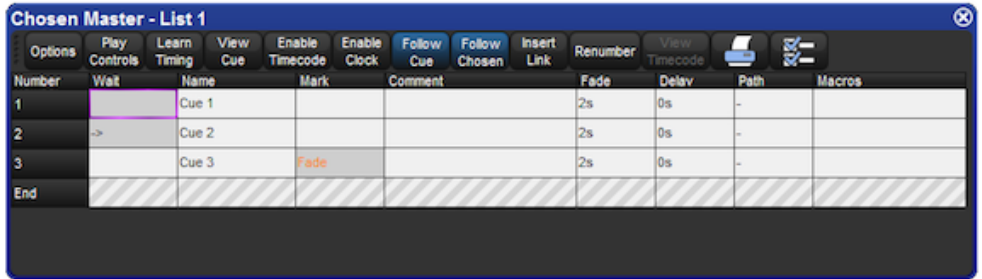 Chosen Master - List 1
Options Play Controls Learn Timing View Cue Enable Timecode Enable Clock Follow Cue Follow Chosen Insert Link Renumber View Timecode
Number Wait Name Mark Comment Fade Delay Path Macros
1 Cue 1 2s 0s -
2 -> Cue 2 2s 0s -
3 Cue 3 Fade 2s 0s -
End